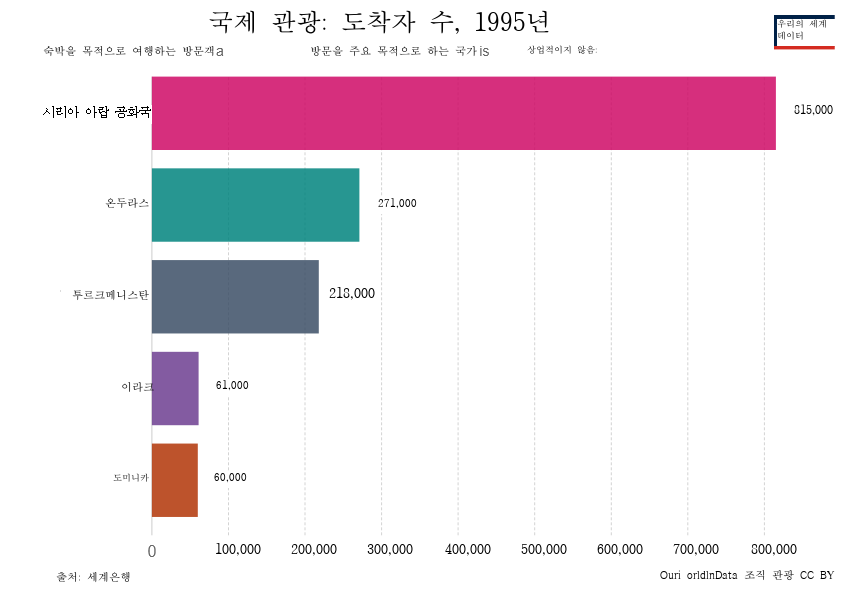 국제 관광: 도착자 수, 1995년
우리의 세계
데이터
숙박을 목적으로 여행하는 방문객a 방문을 주요 목적으로 하는 국가is 상업적이지 않음:
시리아 아랍 공화국 815,000
온두라스 271,000
투르크메니스탄 218,000
이라크 61,000
도미니카 60,000
0 100,000 200,000 300,000 400,000 500,000 600,000 700,000 800,000
출처: 세계은행
Ouri orldInData 조직 관광 CC BY